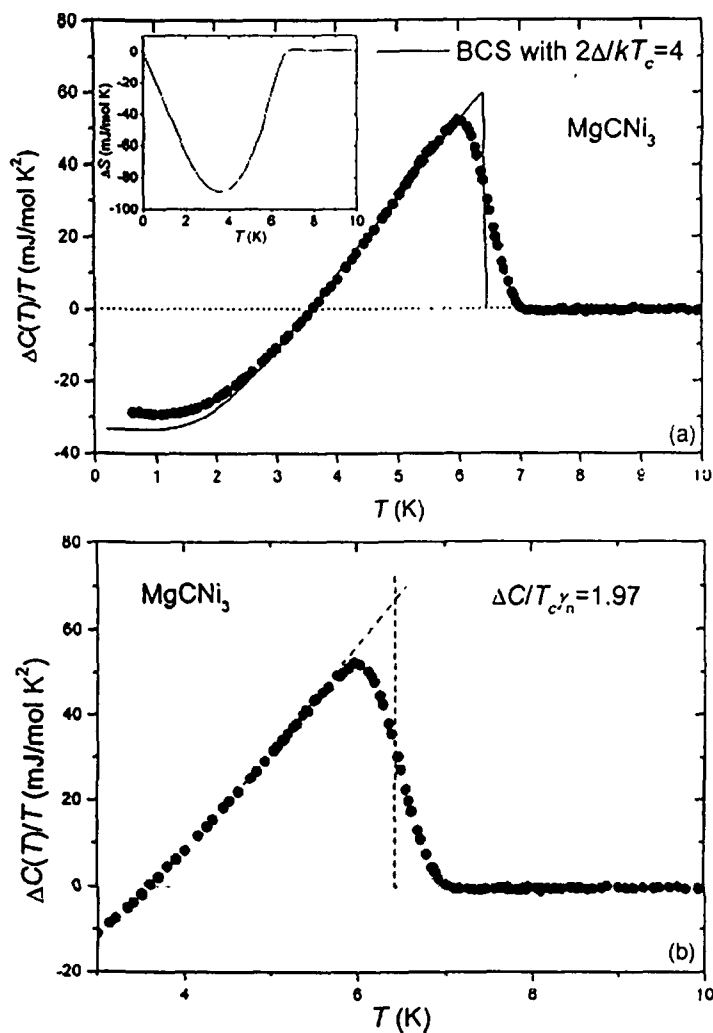 BCS with 2Δ/kTc=4
MgCNi3
ΔC(T)/T (mJ/mol K2)
80
60
40
20
0
-20
-40
0 1 2 3 4 5 6 7 8 9 10
T (K)
(a)
ΔS (mJ/mol K)
0
-20
-40
-60
-80
-100
0 2 4 6 8 10
T (K)
MgCNi3
ΔC/Tcγn=1.97
ΔC(T)/T (mJ/mol K2)
80
60
40
20
0
-20
4 6 8 10
T (K)
(b)